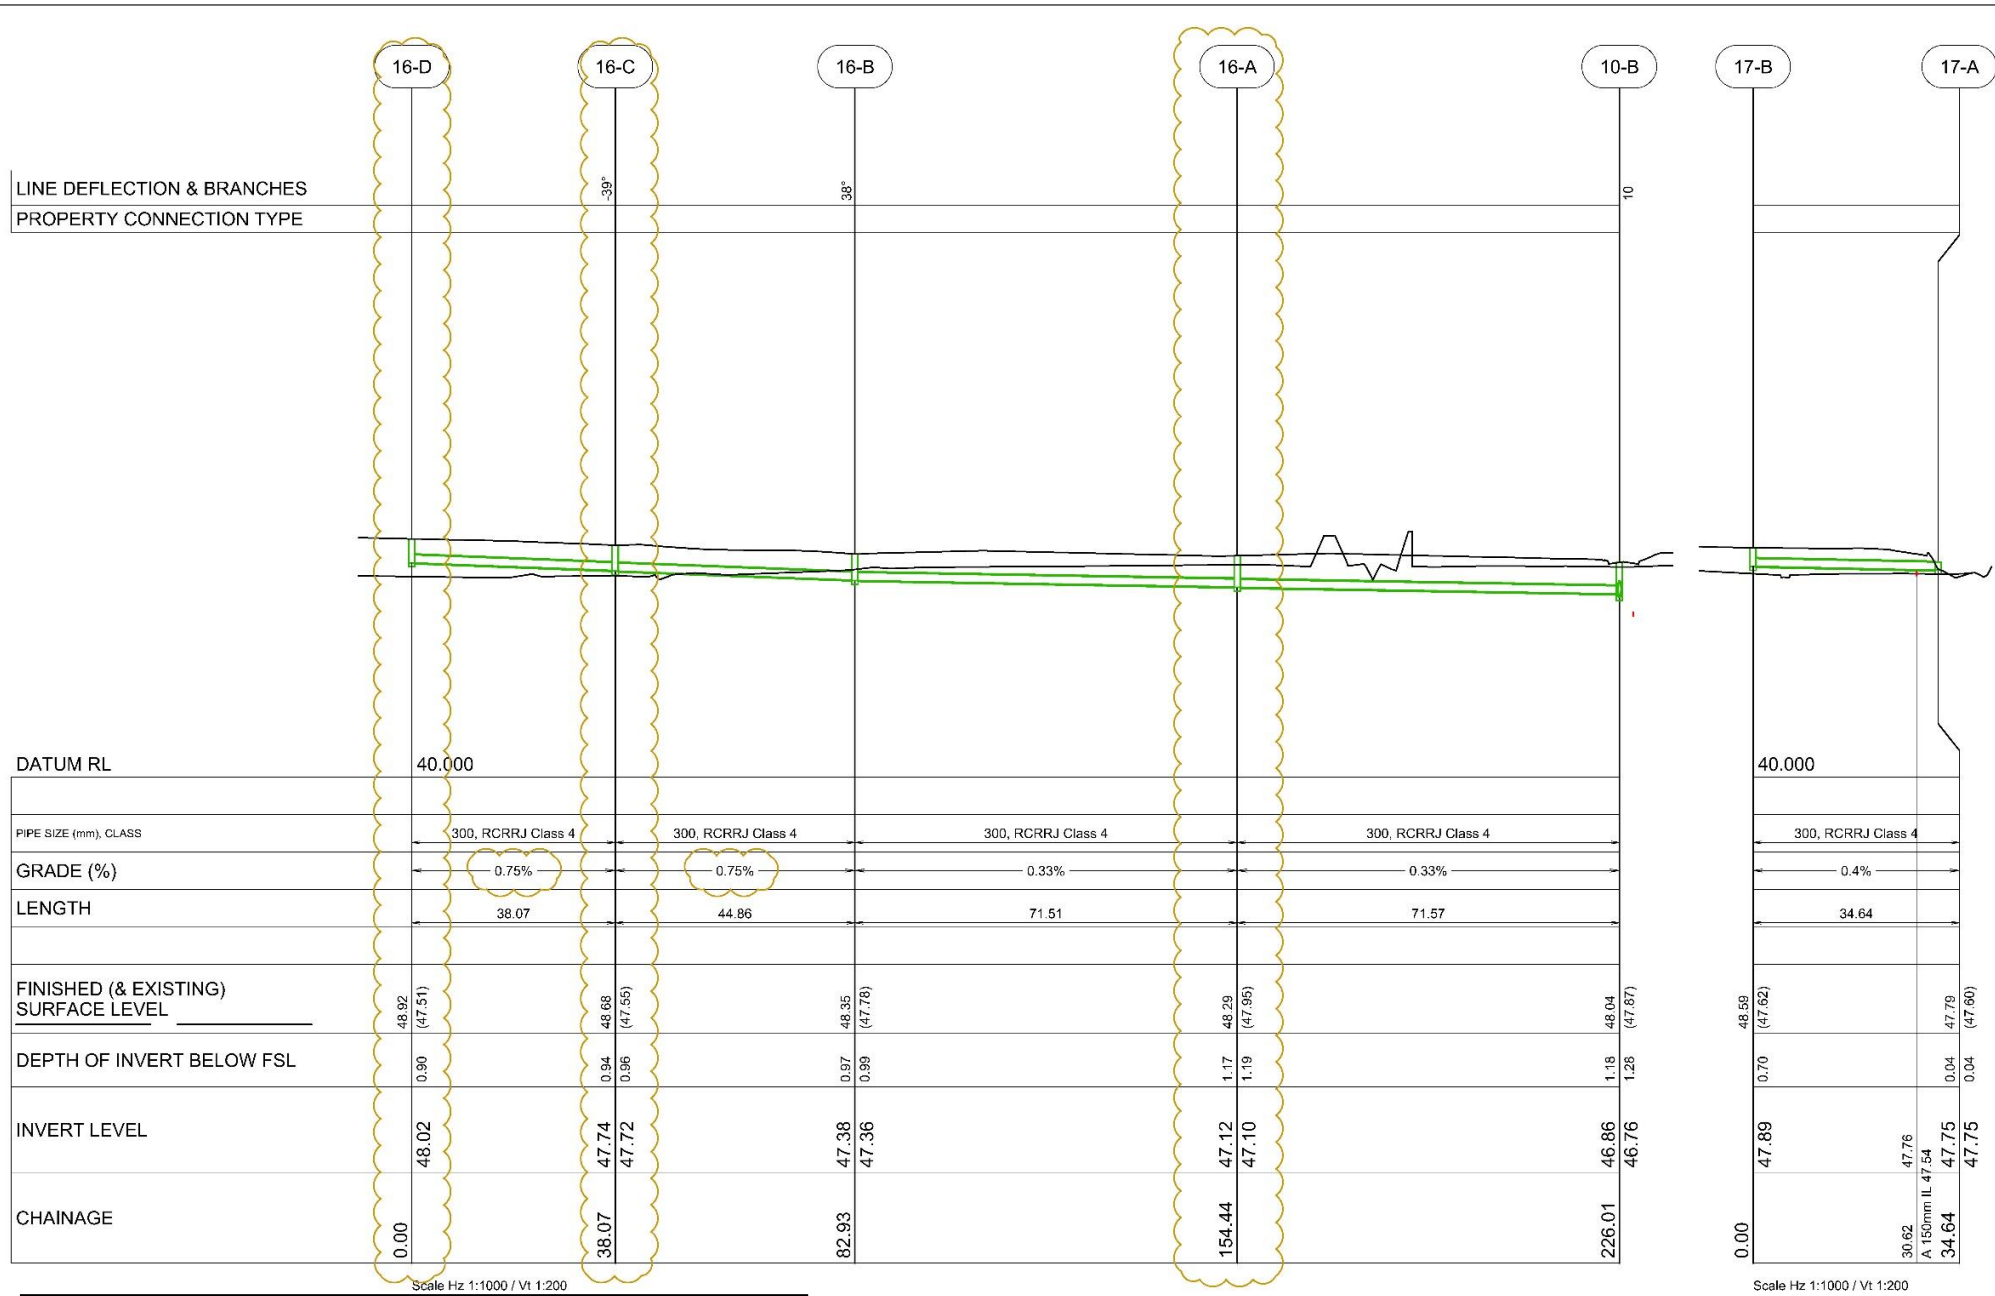 16-D 16-C 16-B 16-A 10-B 17-B 17-A
LINE DEFLECTION & BRANCHES -39° 38° 10
PROPERTY CONNECTION TYPE
DATUM RL 40.000 40.000
PIPE SIZE (mm), CLASS 300, RCRRJ Class 4 300, RCRRJ Class 4 300, RCRRJ Class 4 300, RCRRJ Class 4 300, RCRRJ Class 4
GRADE (%) 0.75% 0.75% 0.33% 0.33% 0.4%
LENGTH 38.07 44.86 71.51 71.57 34.64
FINISHED (& EXISTING)
SURFACE LEVEL 48.92 (47.51) 48.68 (47.55) 48.35 (47.78) 48.29 (47.95) 48.04 (47.87) 48.59 (47.62) 47.79 (47.60)
DEPTH OF INVERT BELOW FSL 0.90 0.94 0.96 0.97 0.99 1.17 1.19 1.18 1.28 0.70 0.04 0.04
INVERT LEVEL 48.02 47.74 47.72 47.38 47.36 47.12 47.10 46.86 46.76 47.89 47.76 47.75 47.75
CHAINAGE 0.00 38.07 82.93 154.44 226.01 0.00 30.62 A 150mm IL 47.54 34.64
Scale Hz 1:1000 / Vt 1:200 Scale Hz 1:1000 / Vt 1:200